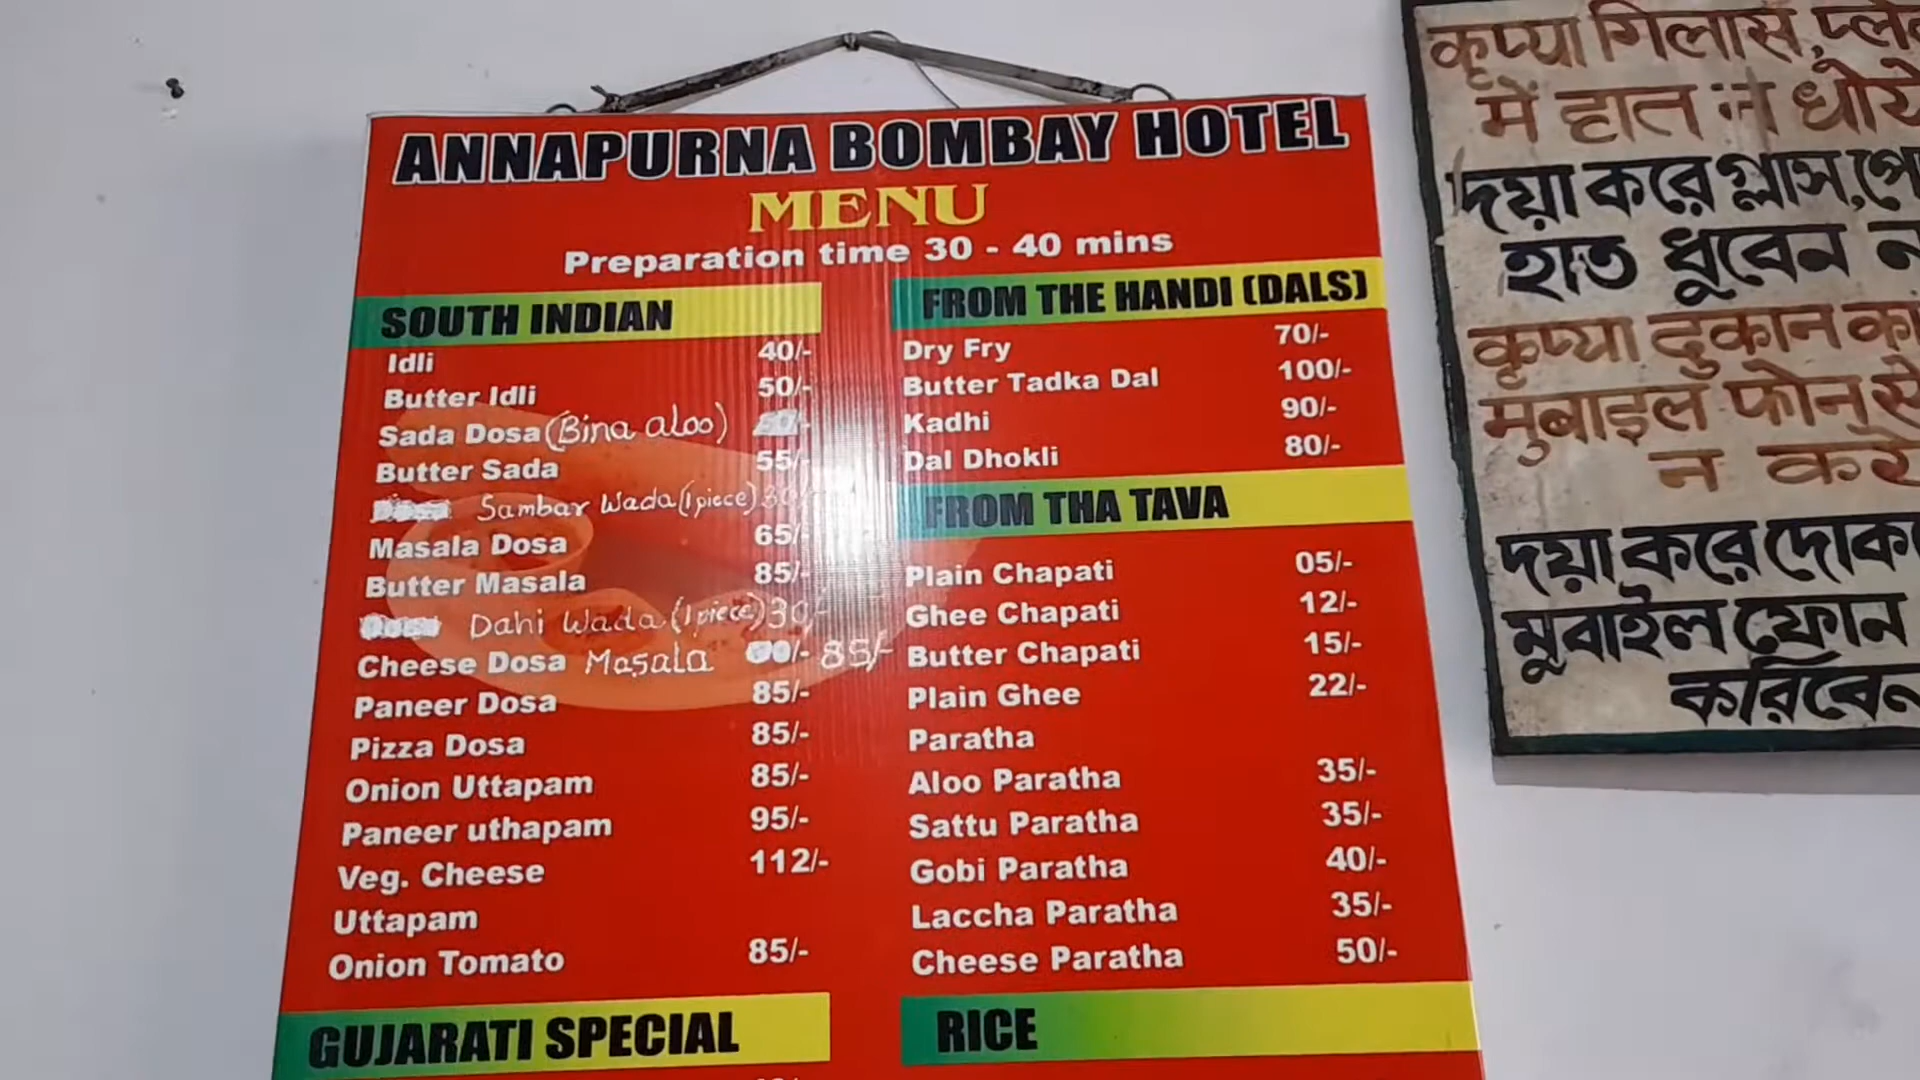 ANNAPURNA BOMBAY HOTEL
MENU
Preparation time 30 - 40 mins
SOUTH INDIAN
Idli 40/-
Butter Idli 50/-
Sada Dosa (Bina aloo)
Butter Sada 55/-
Sambar Wada (1 piece) 30/-
Masala Dosa 65/-
Butter Masala 85/-
Dahi Wada (1 piece) 30/-
Cheese Dosa Masala 85/-
Paneer Dosa 85/-
Pizza Dosa 85/-
Onion Uttapam 85/-
Paneer uthapam 95/-
Veg. Cheese 112/-
Uttapam
Onion Tomato 85/-
GUJARATI SPECIAL
FROM THE HANDI (DALS)
Dry Fry 70/-
Butter Tadka Dal 100/-
Kadhi 90/-
Dal Dhokli 80/-
FROM THA TAVA
Plain Chapati 05/-
Ghee Chapati 12/-
Butter Chapati 15/-
Plain Ghee 22/-
Paratha
Aloo Paratha 35/-
Sattu Paratha 35/-
Gobi Paratha 40/-
Laccha Paratha 35/-
Cheese Paratha 50/-
RICE
कृप्या गिलास,
में हात न धोये
দয়া করে গ্লাস,
হাত ধুবেন
कृप्या दुकान का
मुबाइल फोन से
न करे
দয়া করে
মুবাইল ফোন
করিবেন